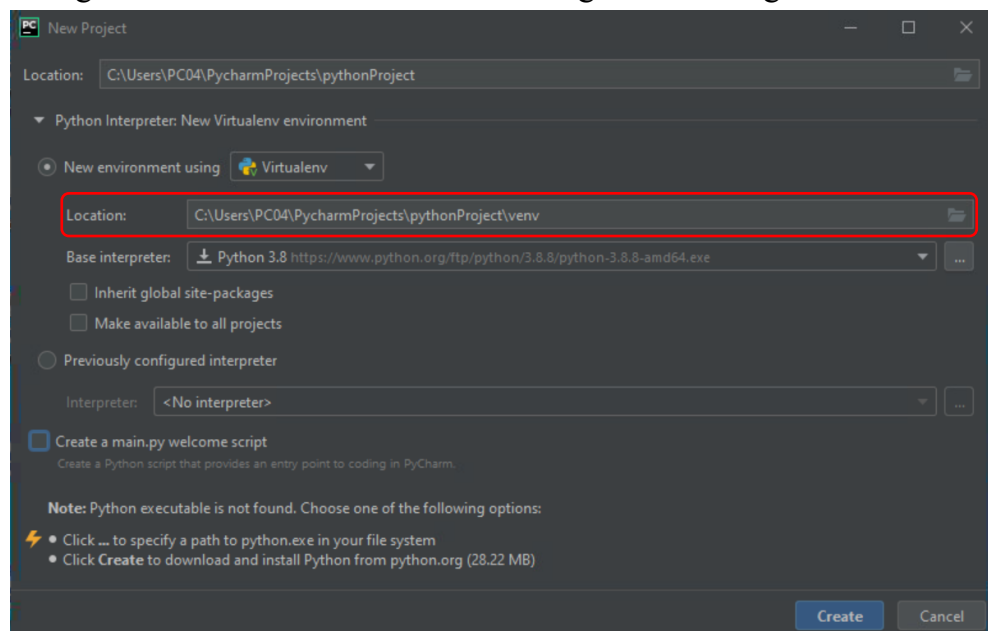 PC New Project
Location: C:\Users\PC04\PycharmProjects\pythonProject
Python Interpreter: New Virtualenv environment
New environment using Virtualenv
Location: C:\Users\PC04\PycharmProjects\pythonProject\venv
Base interpreter: Python 3.8 https://www.python.org/ftp/python/3.8.8/python-3.8.8-amd64.exe ...
Inherit global site-packages
Make available to all projects
Previously configured interpreter
Interpreter: <No interpreter> ...
Create a main.py welcome script
Create a Python script that provides an entry point to coding in PyCharm.
Note: Python executable is not found. Choose one of the following options:
• Click ... to specify a path to python.exe in your file system
• Click Create to download and install Python from python.org (28.22 MB)
Create Cancel